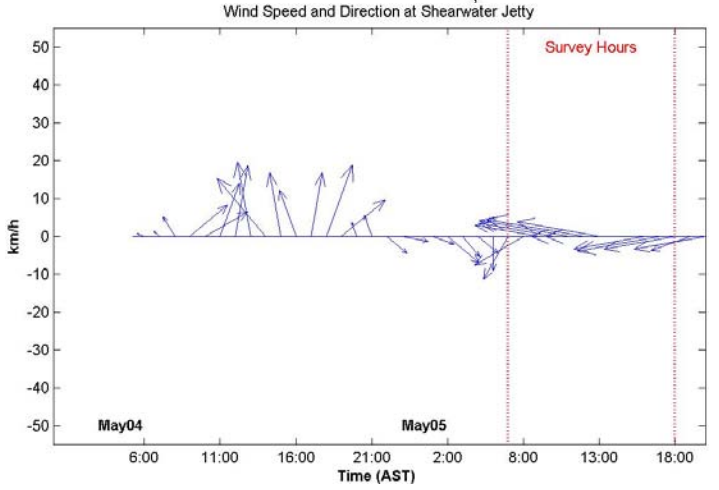 Wind Speed and Direction at Shearwater Jetty
Survey Hours
50
40
30
20
10
0
-10
-20
-30
-40
-50
km/h
May04 May05
6:00 11:00 16:00 21:00 2:00 8:00 13:00 18:00
Time (AST)